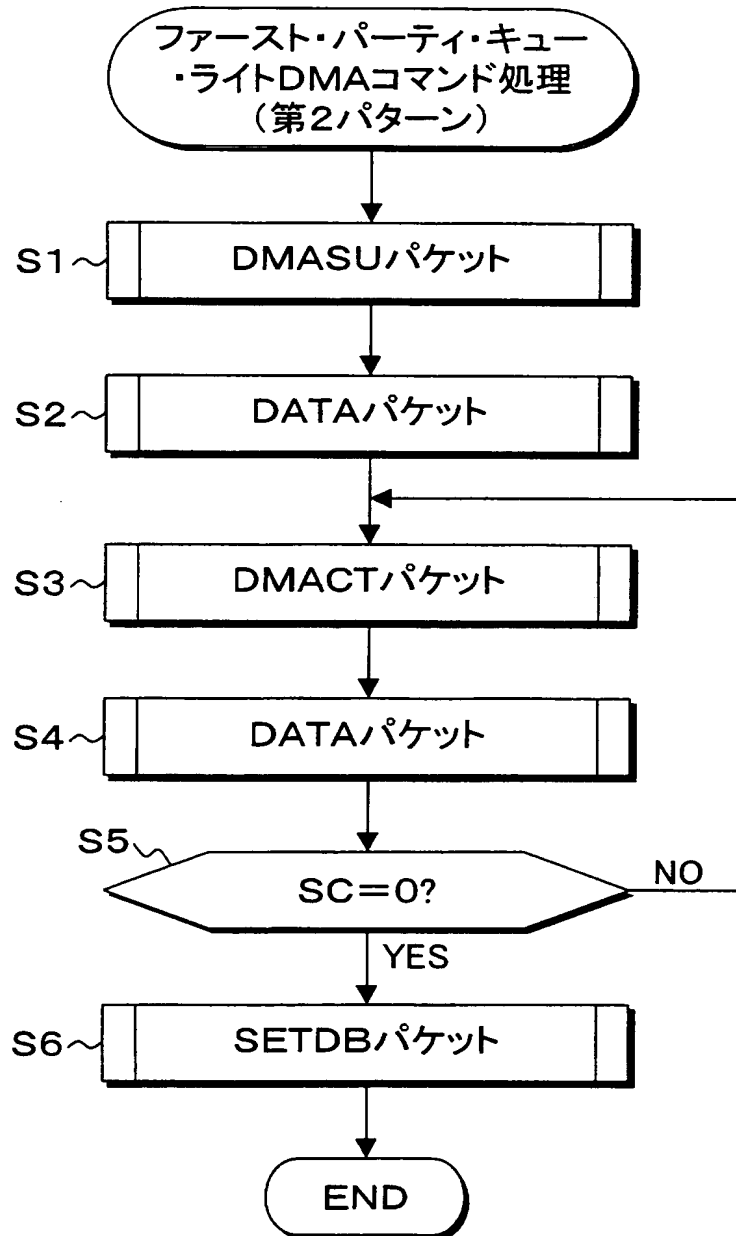 ファースト・パーティ・キュー
・ライトDMAコマンド処理
(第2パターン)
S1
DMASUパケット
S2
DATAパケット
S3
DMACTパケット
S4
DATAパケット
S5
SC=0?
NO
YES
S6
SETDBパケット
END